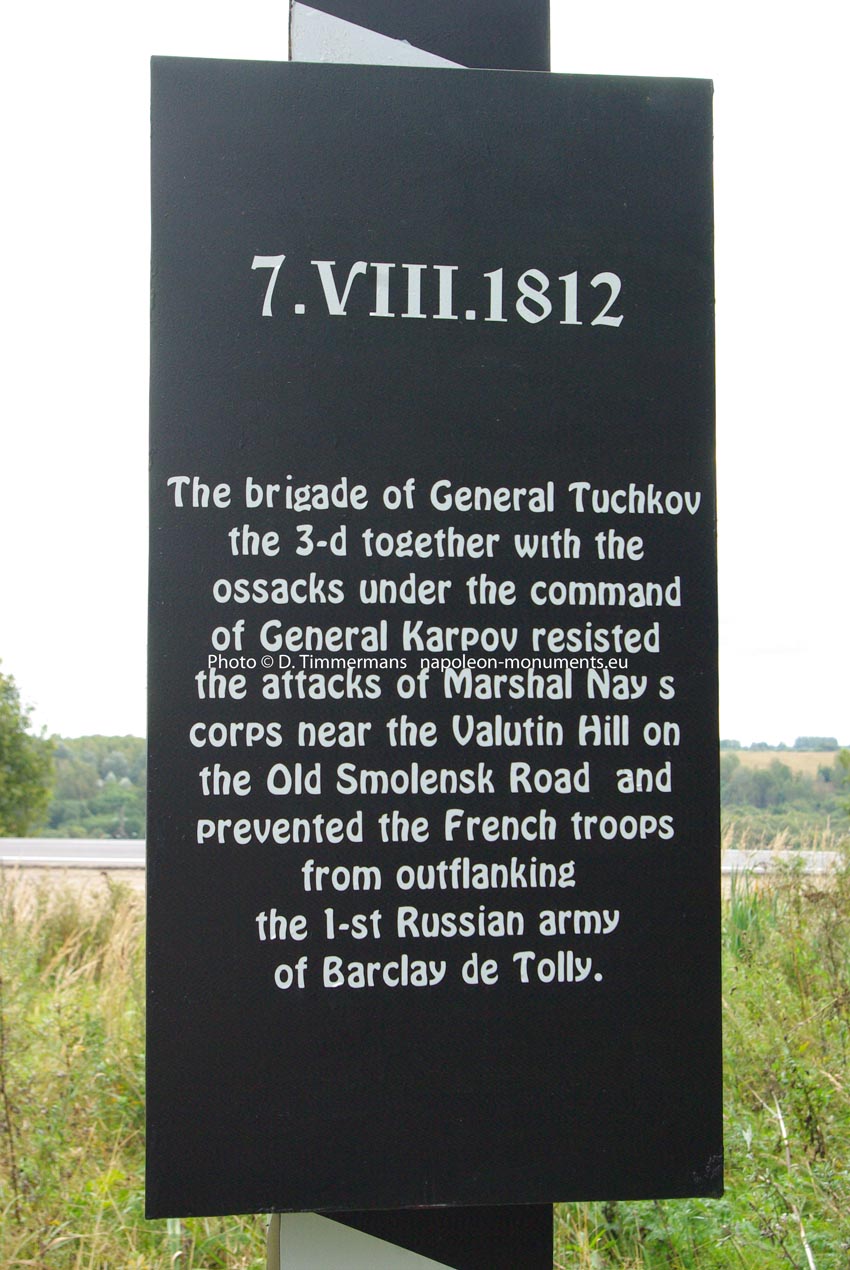 7.VIII.1812
The brigade of General Tuchkov
the 3-d together with the
ossacks under the command
of General Karpov resisted
Photo © D. Timmermans napoleon-monuments.eu
the attacks of Marshal Nay s
corps near the Valutin Hill on
the Old Smolensk Road and
prevented the French troops
from outflanking
the 1-st Russian army
of Barclay de Tolly.